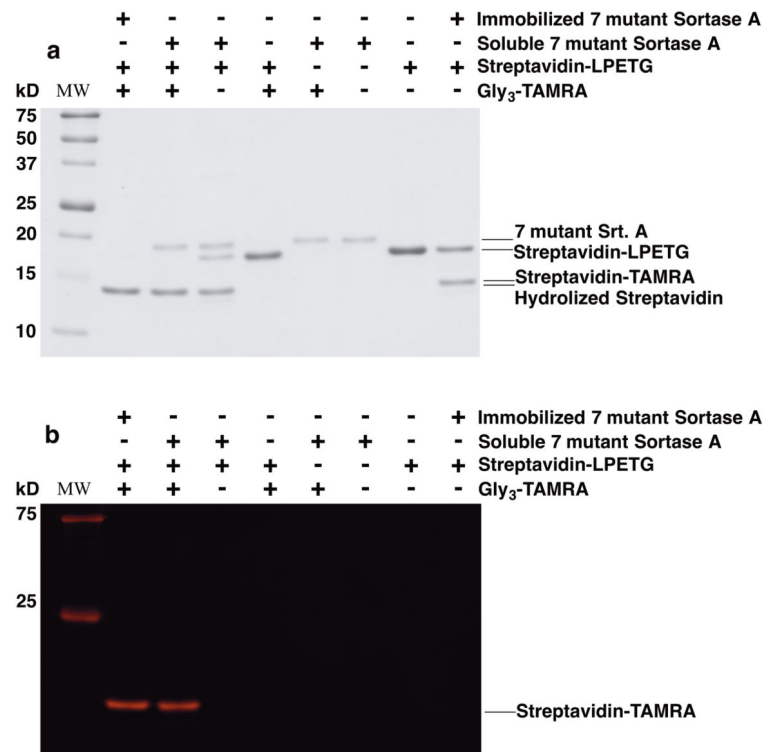 + - - - - - - + Immobilized 7 mutant Sortase A
a
- + + - + + - - Soluble 7 mutant Sortase A
+ + + + - - + + Streptavidin-LPETG
kD MW + + - + + - - - Gly3-TAMRA
75
50
37
25
20
7 mutant Srt. A
Streptavidin-LPETG
15
Streptavidin-TAMRA
Hydrolized Streptavidin
10
+ - - - - - - + Immobilized 7 mutant Sortase A
b
- + + - + + - - Soluble 7 mutant Sortase A
+ + + + - - + + Streptavidin-LPETG
kD MW + + - + + - - - Gly3-TAMRA
75
25
Streptavidin-TAMRA